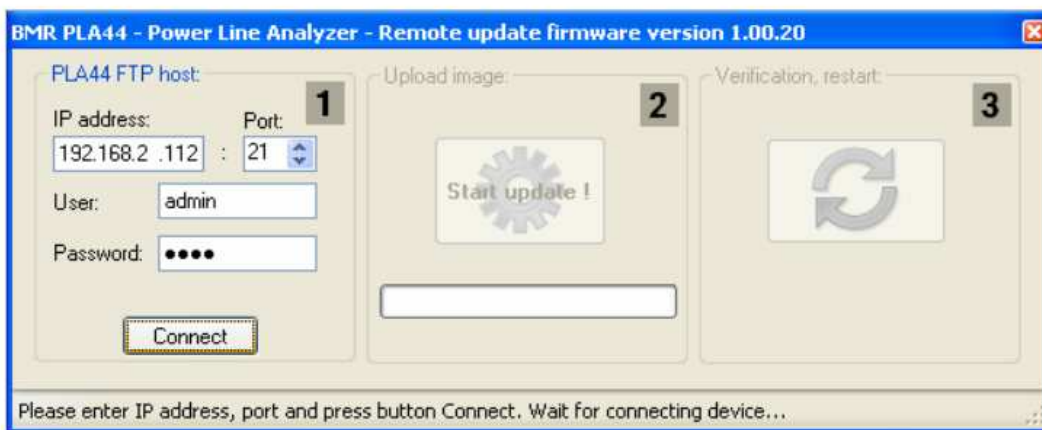 BMR PLA44 - Power Line Analyzer - Remote update firmware version 1.00.20
PLA44 FTP host:
1
IP address:
Port:
192.168.2 .112 : 21
User:
admin
Password:
••••
Connect
Upload image:
2
Start update !
Verification, restart:
3
Please enter IP address, port and press button Connect. Wait for connecting device...